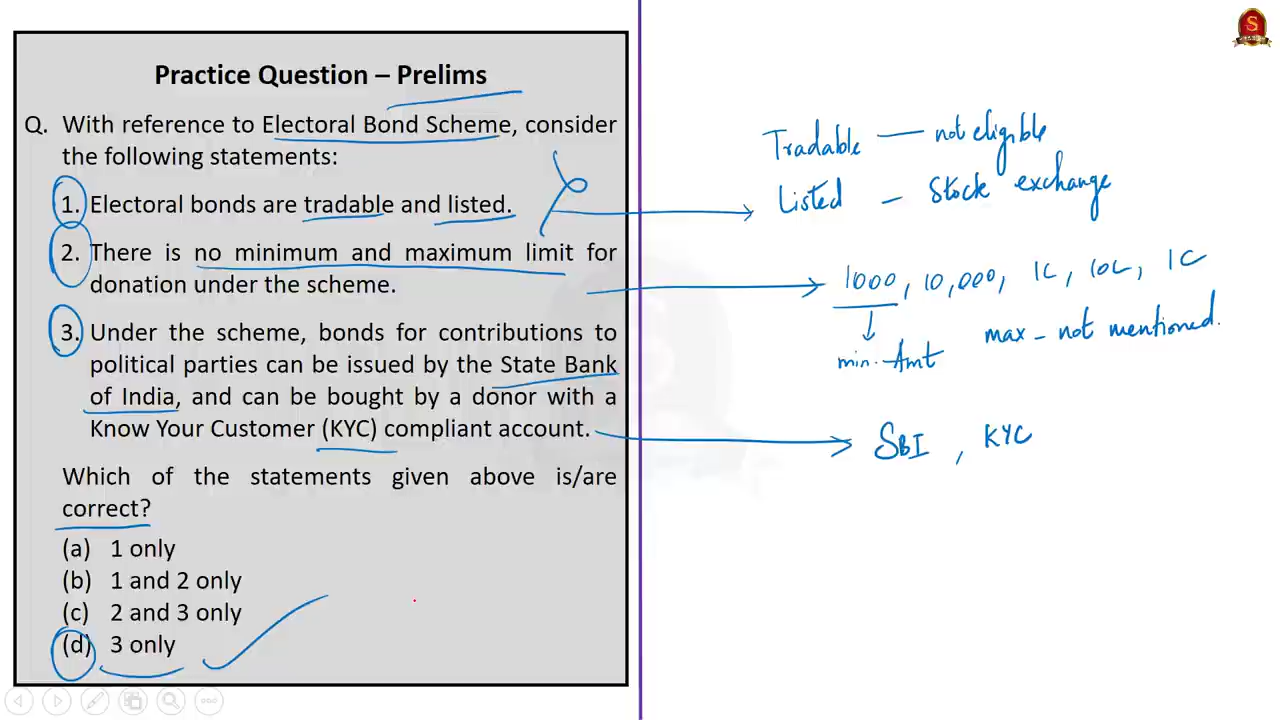 Practice Question – Prelims
Q. With reference to Electoral Bond Scheme, consider
the following statements:
1. Electoral bonds are tradable and listed.
2. There is no minimum and maximum limit for
donation under the scheme.
3. Under the scheme, bonds for contributions to
political parties can be issued by the State Bank
of India, and can be bought by a donor with a
Know Your Customer (KYC) compliant account.
Which of the statements given above is/are
correct?
(a) 1 only
(b) 1 and 2 only
(c) 2 and 3 only
(d) 3 only
Tradable — not eligible
Listed – Stock exchange
1000, 10,000, 1L, 10L, 1C
min. Amt
max – not mentioned.
SBI, KYC
S